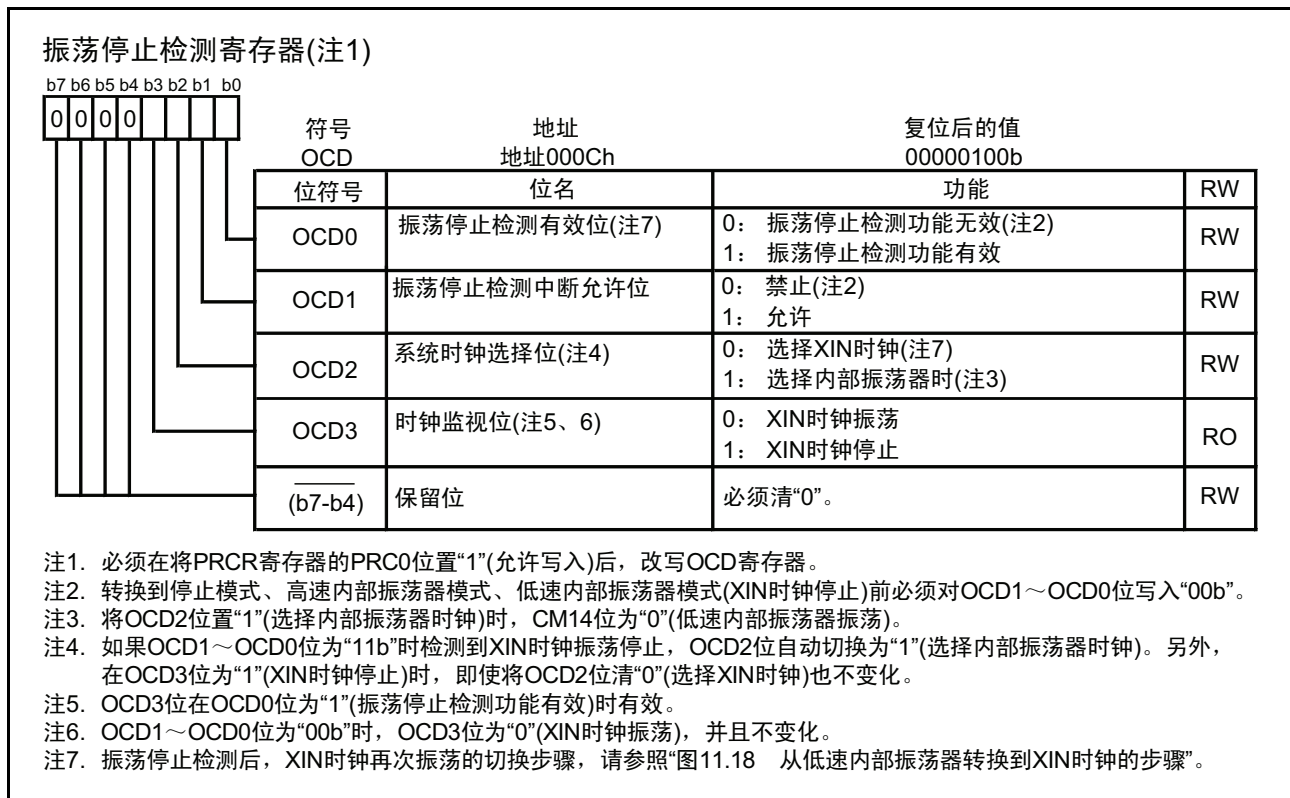 振荡停止检测寄存器(注1)
b7 b6 b5 b4 b3 b2 b1 b0
0 0 0 0
符号 地址 复位后的值
OCD 地址000Ch 00000100b
位符号 位名 功能 RW
OCD0 振荡停止检测有效位(注7) 0： 振荡停止检测功能无效(注2) RW
1： 振荡停止检测功能有效
OCD1 振荡停止检测中断允许位 0： 禁止(注2) RW
1： 允许
OCD2 系统时钟选择位(注4) 0： 选择XIN时钟(注7) RW
1： 选择内部振荡器时(注3)
OCD3 时钟监视位(注5、6) 0： XIN时钟振荡 RO
1： XIN时钟停止
(b7-b4) 保留位 必须清“0”。 RW
注1. 必须在将PRCR寄存器的PRC0位置“1”(允许写入)后，改写OCD寄存器。
注2. 转换到停止模式、高速内部振荡器模式、低速内部振荡器模式(XIN时钟停止)前必须对OCD1～OCD0位写入“00b”。
注3. 将OCD2位置“1”(选择内部振荡器时钟)时，CM14位为“0”(低速内部振荡器振荡)。
注4. 如果OCD1～OCD0位为“11b”时检测到XIN时钟振荡停止，OCD2位自动切换为“1”(选择内部振荡器时钟)。另外，
在OCD3位为“1”(XIN时钟停止)时，即使将OCD2位清“0”(选择XIN时钟)也不变化。
注5. OCD3位在OCD0位为“1”(振荡停止检测功能有效)时有效。
注6. OCD1～OCD0位为“00b”时，OCD3位为“0”(XIN时钟振荡)，并且不变化。
注7. 振荡停止检测后，XIN时钟再次振荡的切换步骤，请参照“图11.18 从低速内部振荡器转换到XIN时钟的步骤”。